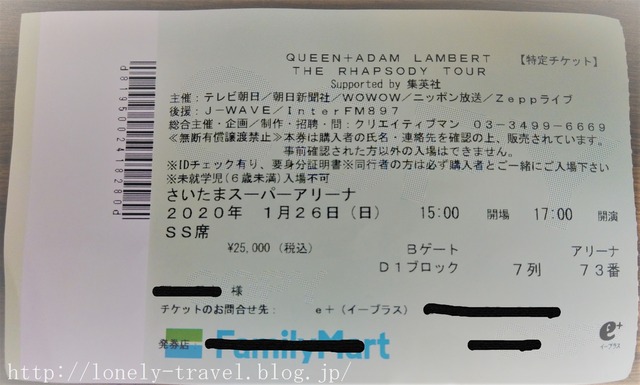 QUEEN+ADAM LAMBERT 【特定チケット】
THE RHAPSODY TOUR
Supported by 集英社
主催：テレビ朝日／朝日新聞社／WOWOW／ニッポン放送／Zeppライブ
後援：J-WAVE／InterFM897
総合主催・企画／制作・招聘・問：クリエイティブマン 03-3499-6669
≪無断有償譲渡禁止≫本券は購入者の氏名・連絡先を確認の上、販売されています。
事前確認された方以外の入場はできません。
※IDチェック有り、要身分証明書※同行者の方は必ず購入者とご一緒にご入場下さい
※未就学児（6歳未満）入場不可
さいたまスーパーアリーナ
2020年 1月26日（日） 15:00 開場 17:00 開演
SS席
¥25,000（税込） Bゲート アリーナ
D1ブロック 7列 73番
様
チケットのお問合せ先： e+（イープラス）
発券店
FamilyMart
e+
イープラス
d8195000241828080d
http://lonely-travel.blog.jp/